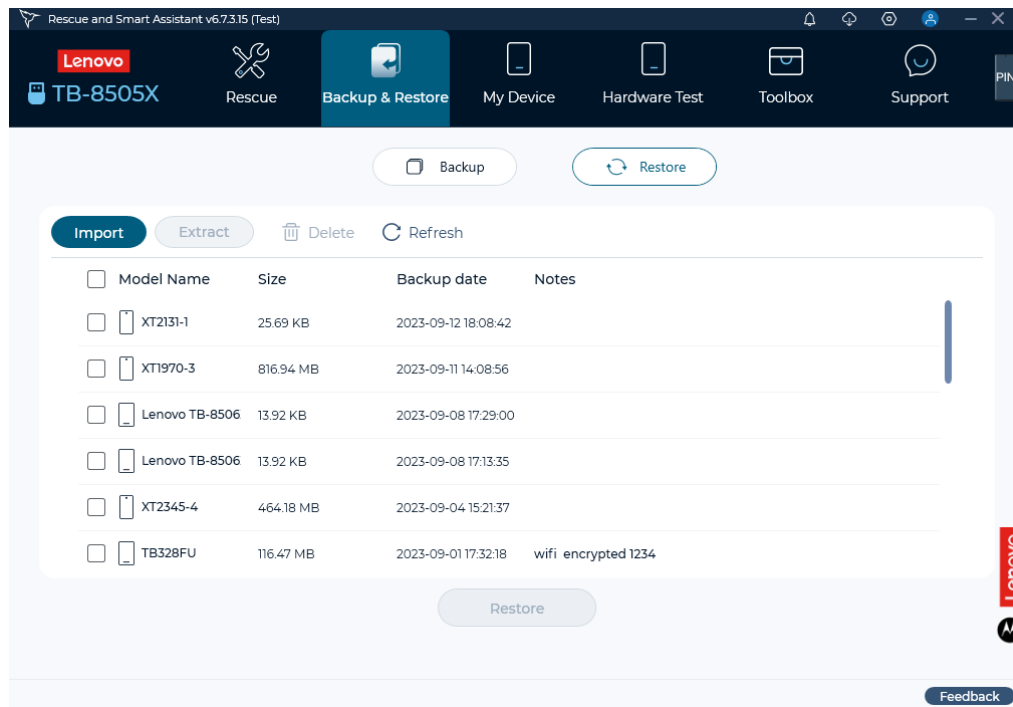 Rescue and Smart Assistant v6.7.3.15 (Test)
Lenovo
TB-8505X
Rescue
Backup & Restore
My Device
Hardware Test
Toolbox
Support
PIN
Backup
Restore
Import
Extract
Delete
Refresh
Model Name Size Backup date Notes
XT2131-1 25.69 KB 2023-09-12 18:08:42
XT1970-3 816.94 MB 2023-09-11 14:08:56
Lenovo TB-8506 13.92 KB 2023-09-08 17:29:00
Lenovo TB-8506 13.92 KB 2023-09-08 17:13:35
XT2345-4 464.18 MB 2023-09-04 15:21:37
TB328FU 116.47 MB 2023-09-01 17:32:18 wifi encrypted 1234
Lenovo
Restore
Feedback